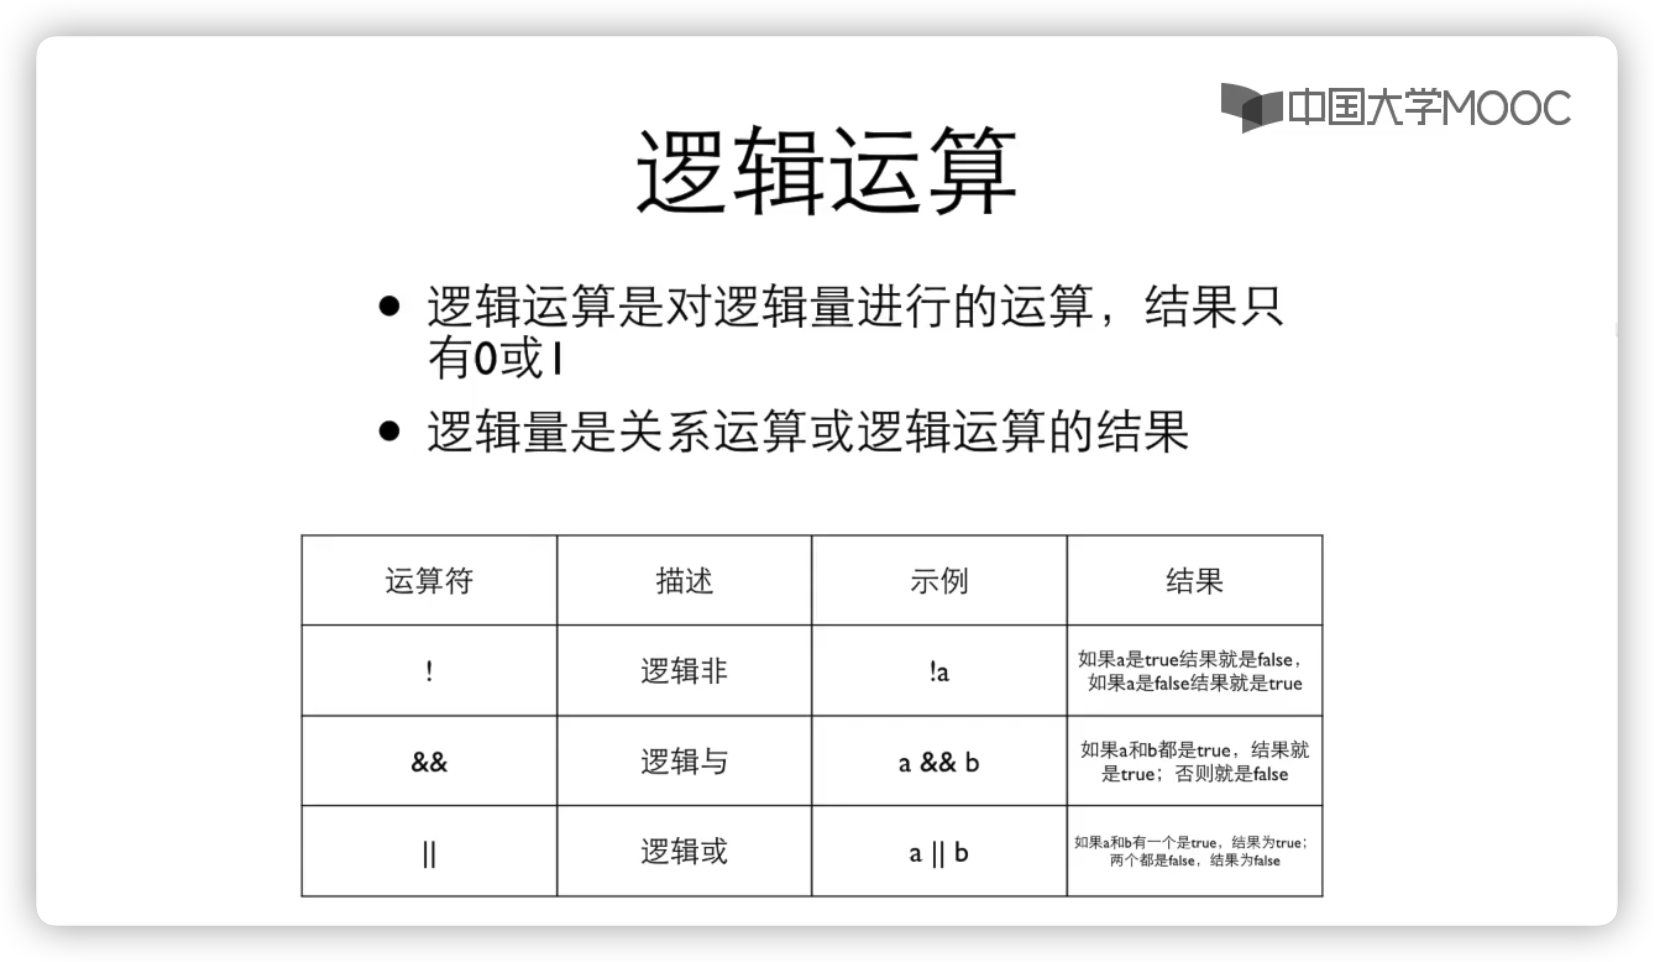 中国大学MOOC
逻辑运算
● 逻辑运算是对逻辑量进行的运算，结果只
有0或1
● 逻辑量是关系运算或逻辑运算的结果
运算符 描述 示例 结果
! 逻辑非 !a 如果a是true结果就是false，
如果a是false结果就是true
&& 逻辑与 a && b 如果a和b都是true，结果就
是true；否则就是false
|| 逻辑或 a || b 如果a和b有一个是true，结果为true；
两个都是false，结果为false